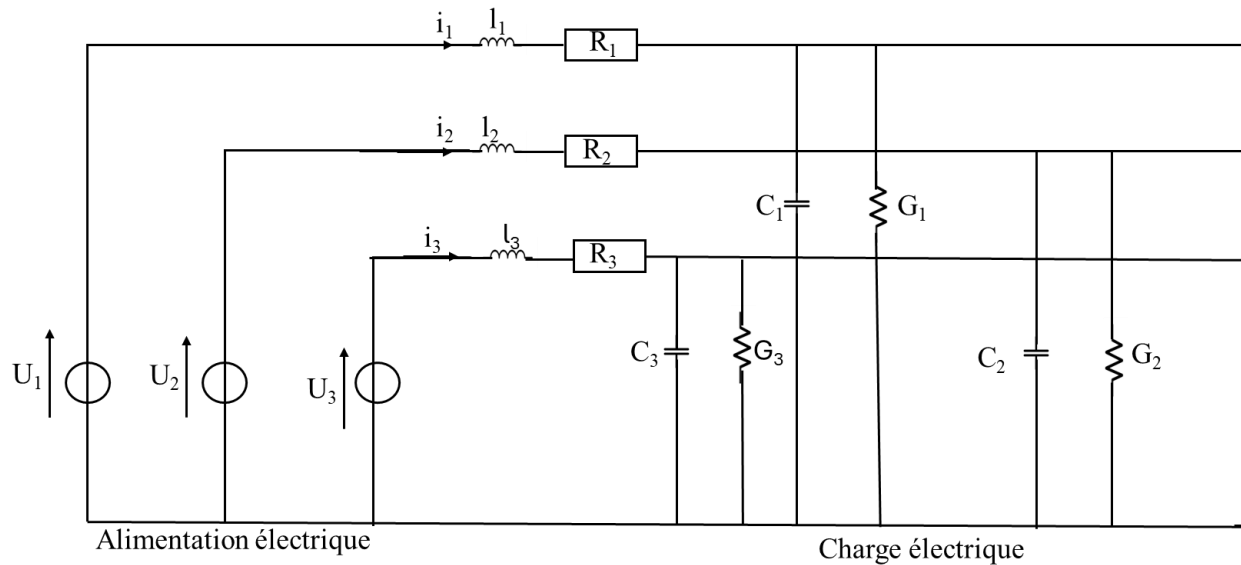 i₁ l₁ R₁
i₂ l₂ R₂
C₁ G₁
i₃ l₃ R₃
C₃ G₃ C₂ G₂
U₁ U₂ U₃
Alimentation électrique
Charge électrique